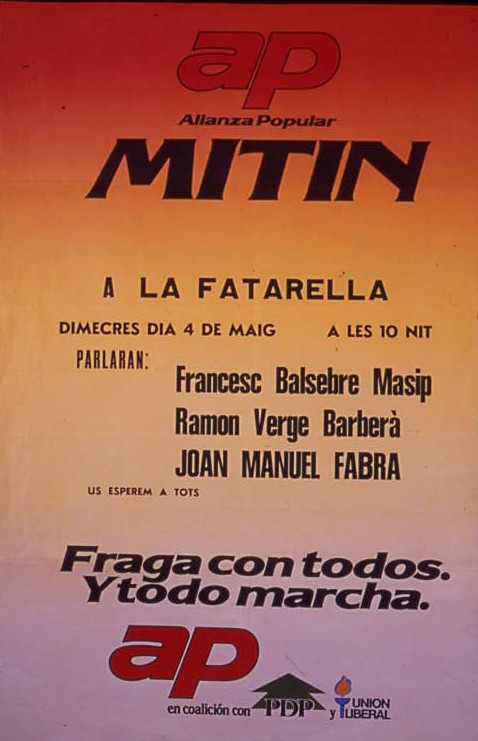 ap
Alianza Popular
MITIN
A LA FATARELLA
DIMECRES DIA 4 DE MAIG A LES 10 NIT
PARLARAN:
Francesc Balsebre Masip
Ramon Verge Barberà
JOAN MANUEL FABRA
US ESPEREM A TOTS
Fraga con todos.
Y todo marcha.
ap
en coalición con PDP y UNION LIBERAL